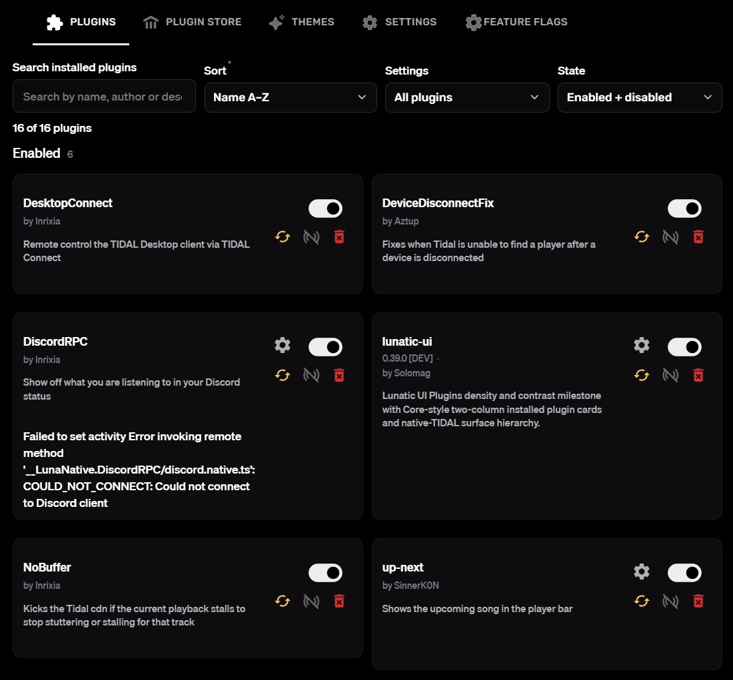 PLUGINS
PLUGIN STORE
THEMES
SETTINGS
FEATURE FLAGS
Search installed plugins
Sort
*
Settings
State
Search by name, author or des
Name A–Z
All plugins
Enabled + disabled
16 of 16 plugins
Enabled 6
DesktopConnect
by Inrixia
Remote control the TIDAL Desktop client via TIDAL
Connect
DeviceDisconnectFix
by Aztup
Fixes when Tidal is unable to find a player after a
device is disconnected
DiscordRPC
by Inrixia
Show off what you are listening to in your Discord
status
Failed to set activity Error invoking remote
method
'__LunaNative.DiscordRPC/discord.native.ts':
COULD_NOT_CONNECT: Could not connect
to Discord client
lunatic-ui
0.39.0 [DEV] ·
by Solomag
Lunatic UI Plugins density and contrast milestone
with Core-style two-column installed plugin cards
and native-TIDAL surface hierarchy.
NoBuffer
by Inrixia
Kicks the Tidal cdn if the current playback stalls to
stop stuttering or stalling for that track
up-next
by SinnerK0N
Shows the upcoming song in the player bar